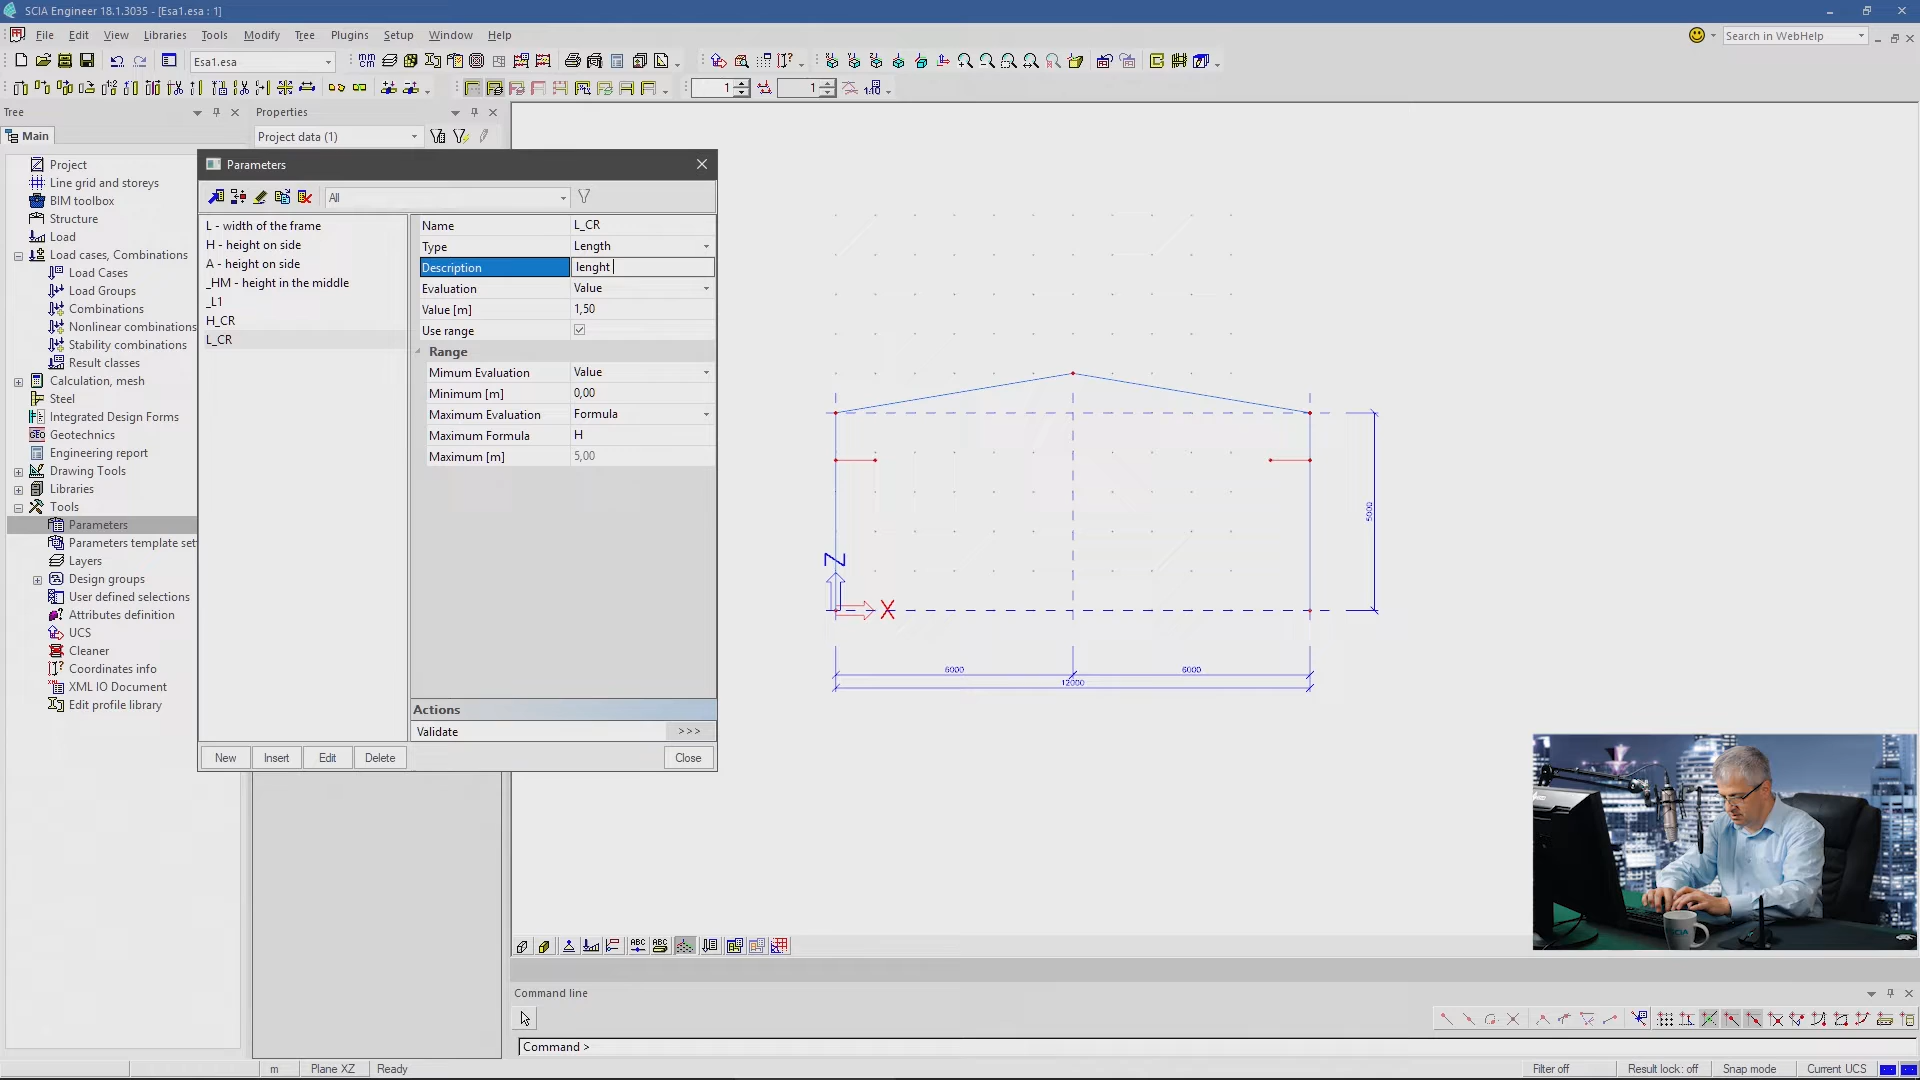 SCIA Engineer 18.1.3035 - [Esa1.esa : 1]
File Edit View Libraries Tools Modify Tree Plugins Setup Window Help
Search in WebHelp
Esa1.esa
1 1
Tree
Properties
Main
Project data (1)
Project
Line grid and storeys
BIM toolbox
Structure
Load
Load cases, Combinations
Load Cases
Load Groups
Combinations
Nonlinear combinations
Stability combinations
Result classes
Calculation, mesh
Steel
Integrated Design Forms
Geotechnics
Engineering report
Drawing Tools
Libraries
Tools
Parameters
Parameters template set
Layers
Design groups
User defined selections
Attributes definition
UCS
Cleaner
Coordinates info
XML IO Document
Edit profile library
Parameters
All
L - width of the frame
H - height on side
A - height on side
_HM - height in the middle
_L1
H_CR
L_CR
Name L_CR
Type Length
Description lenght
Evaluation Value
Value [m] 1,50
Use range
Range
Mimum Evaluation Value
Minimum [m] 0,00
Maximum Evaluation Formula
Maximum Formula H
Maximum [m] 5,00
Actions
Validate >>>
New Insert Edit Delete Close
Z
X
5000
6000 6000
12000
SCIA
Command line
Command >
m Plane XZ Ready
Filter off Result lock: off Snap mode Current UCS